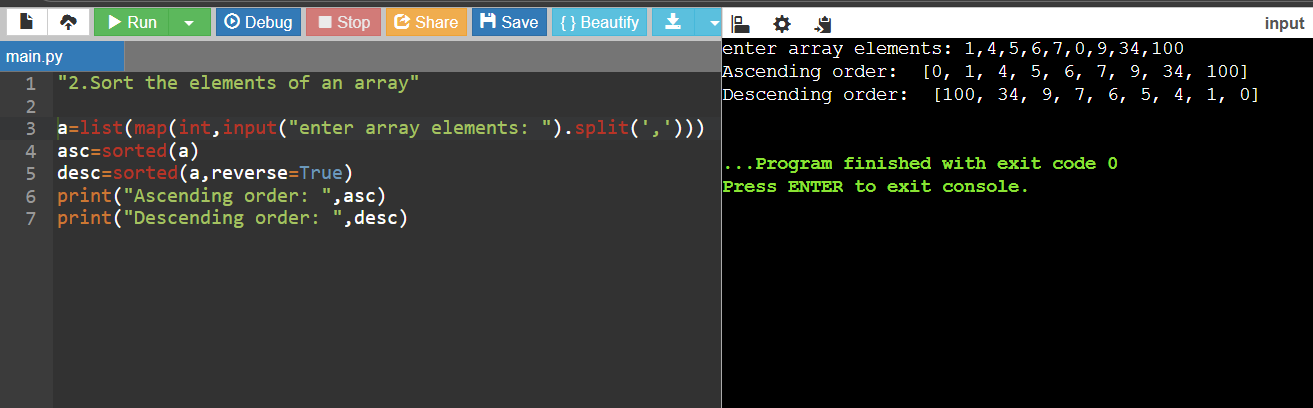 Run Debug Stop Share Save { } Beautify
input
main.py
1 "2.Sort the elements of an array"
2
3 a=list(map(int,input("enter array elements: ").split(',')))
4 asc=sorted(a)
5 desc=sorted(a,reverse=True)
6 print("Ascending order: ",asc)
7 print("Descending order: ",desc)
enter array elements: 1,4,5,6,7,0,9,34,100
Ascending order:  [0, 1, 4, 5, 6, 7, 9, 34, 100]
Descending order:  [100, 34, 9, 7, 6, 5, 4, 1, 0]
...Program finished with exit code 0
Press ENTER to exit console.